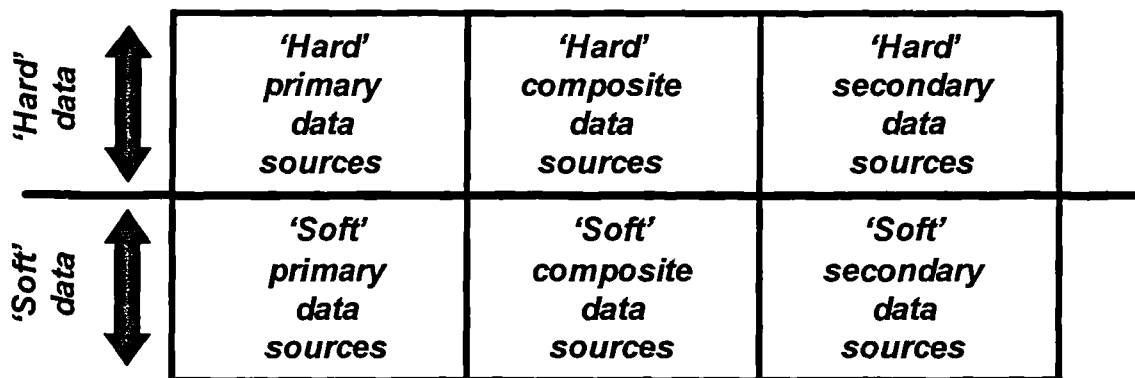 'Hard'
data
'Hard'
primary
data
sources
'Hard'
composite
data
sources
'Hard'
secondary
data
sources
'Soft'
data
'Soft'
primary
data
sources
'Soft'
composite
data
sources
'Soft'
secondary
data
sources